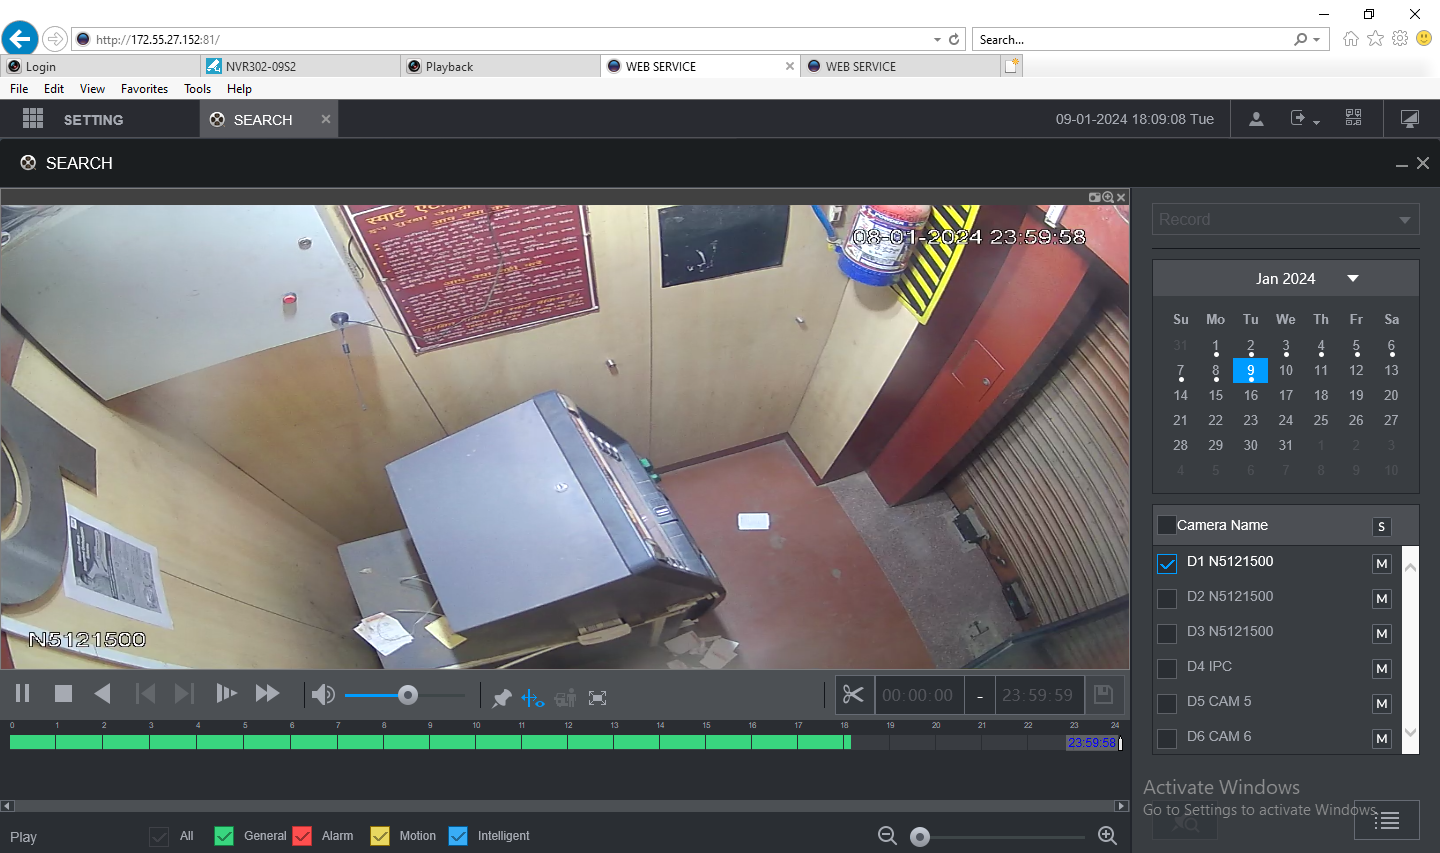 http://172.55.27.152:81/
Search...
Login
NVR302-09S2
Playback
WEB SERVICE
WEB SERVICE
File Edit View Favorites Tools Help
SETTING
SEARCH
09-01-2024 18:09:08 Tue
SEARCH
08-01-2024 23:59:58
स्मार्ट
आप क्या करें
N5121500
Record
Jan 2024
Su Mo Tu We Th Fr Sa
31 1 2 3 4 5 6
7 8 9 10 11 12 13
14 15 16 17 18 19 20
21 22 23 24 25 26 27
28 29 30 31 1 2 3
4 5 6 7 8 9 10
Camera Name S
D1 N5121500 M
D2 N5121500 M
D3 N5121500 M
D4 IPC M
D5 CAM 5 M
D6 CAM 6 M
00:00:00 - 23:59:59
0 1 2 3 4 5 6 7 8 9 10 11 12 13 14 15 16 17 18 19 20 21 22 23 24
23:59:58
Play
All General Alarm Motion Intelligent
Activate Windows
Go to Settings to activate Windows.